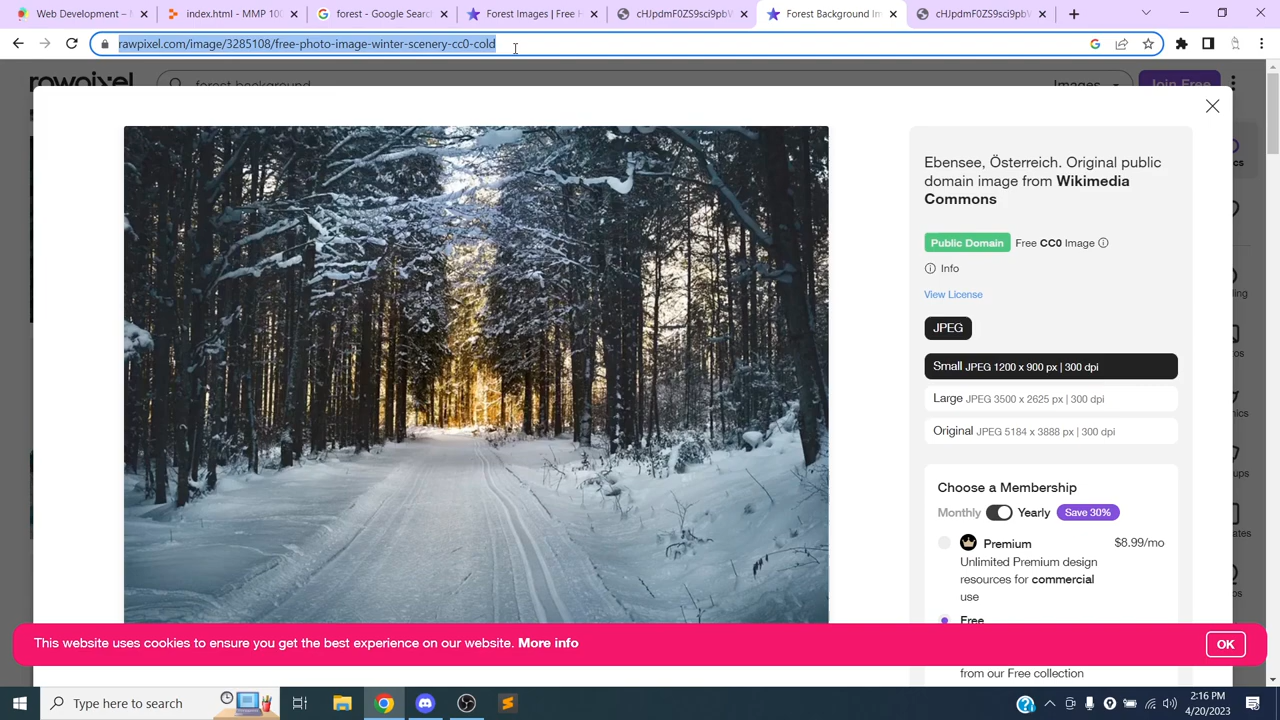 Web Development - b
index.html - MMP 10
forest - Google Search
Forest Images | Free H
cHJpdmF0ZS9sci9pbV
Forest Background Im
cHJpdmF0ZS9sci9pbV
rawpixel.com/image/3285108/free-photo-image-winter-scenery-cc0-cold
rawpixel
forest background
Images
Join Free
Ebensee, Österreich. Original public
domain image from Wikimedia
Commons
Public Domain Free CC0 Image
Info
View License
JPEG
Small JPEG 1200 x 900 px | 300 dpi
Large JPEG 3500 x 2625 px | 300 dpi
Original JPEG 5184 x 3888 px | 300 dpi
Choose a Membership
Monthly Yearly Save 30%
Premium $8.99/mo
Unlimited Premium design
resources for commercial
use
Free
This website uses cookies to ensure you get the best experience on our website. More info
OK
from our Free collection
Type here to search
2:16 PM
4/20/2023